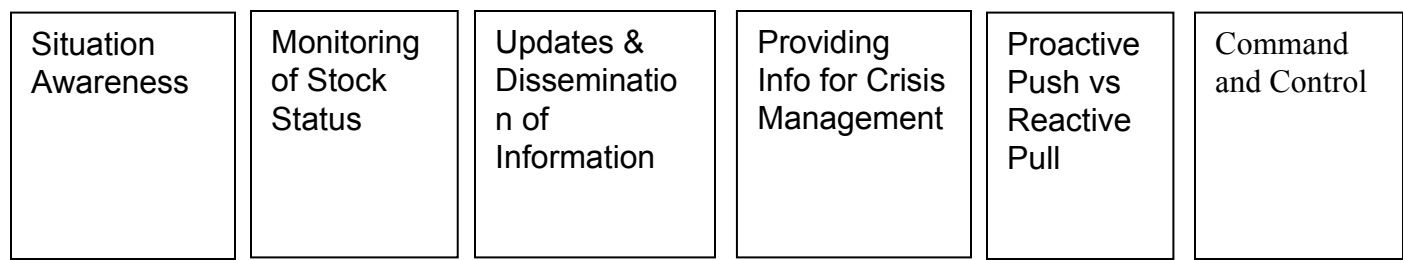 Situation
Awareness
Monitoring
of Stock
Status
Updates &
Disseminatio
n of
Information
Providing
Info for Crisis
Management
Proactive
Push vs
Reactive
Pull
Command
and Control